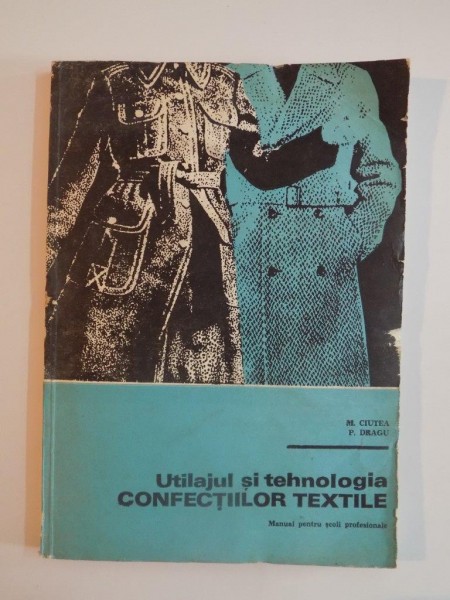 M. CIUTEA
P. DRAGU
Utilajul și tehnologia
CONFECȚIILOR TEXTILE
Manual pentru școli profesionale